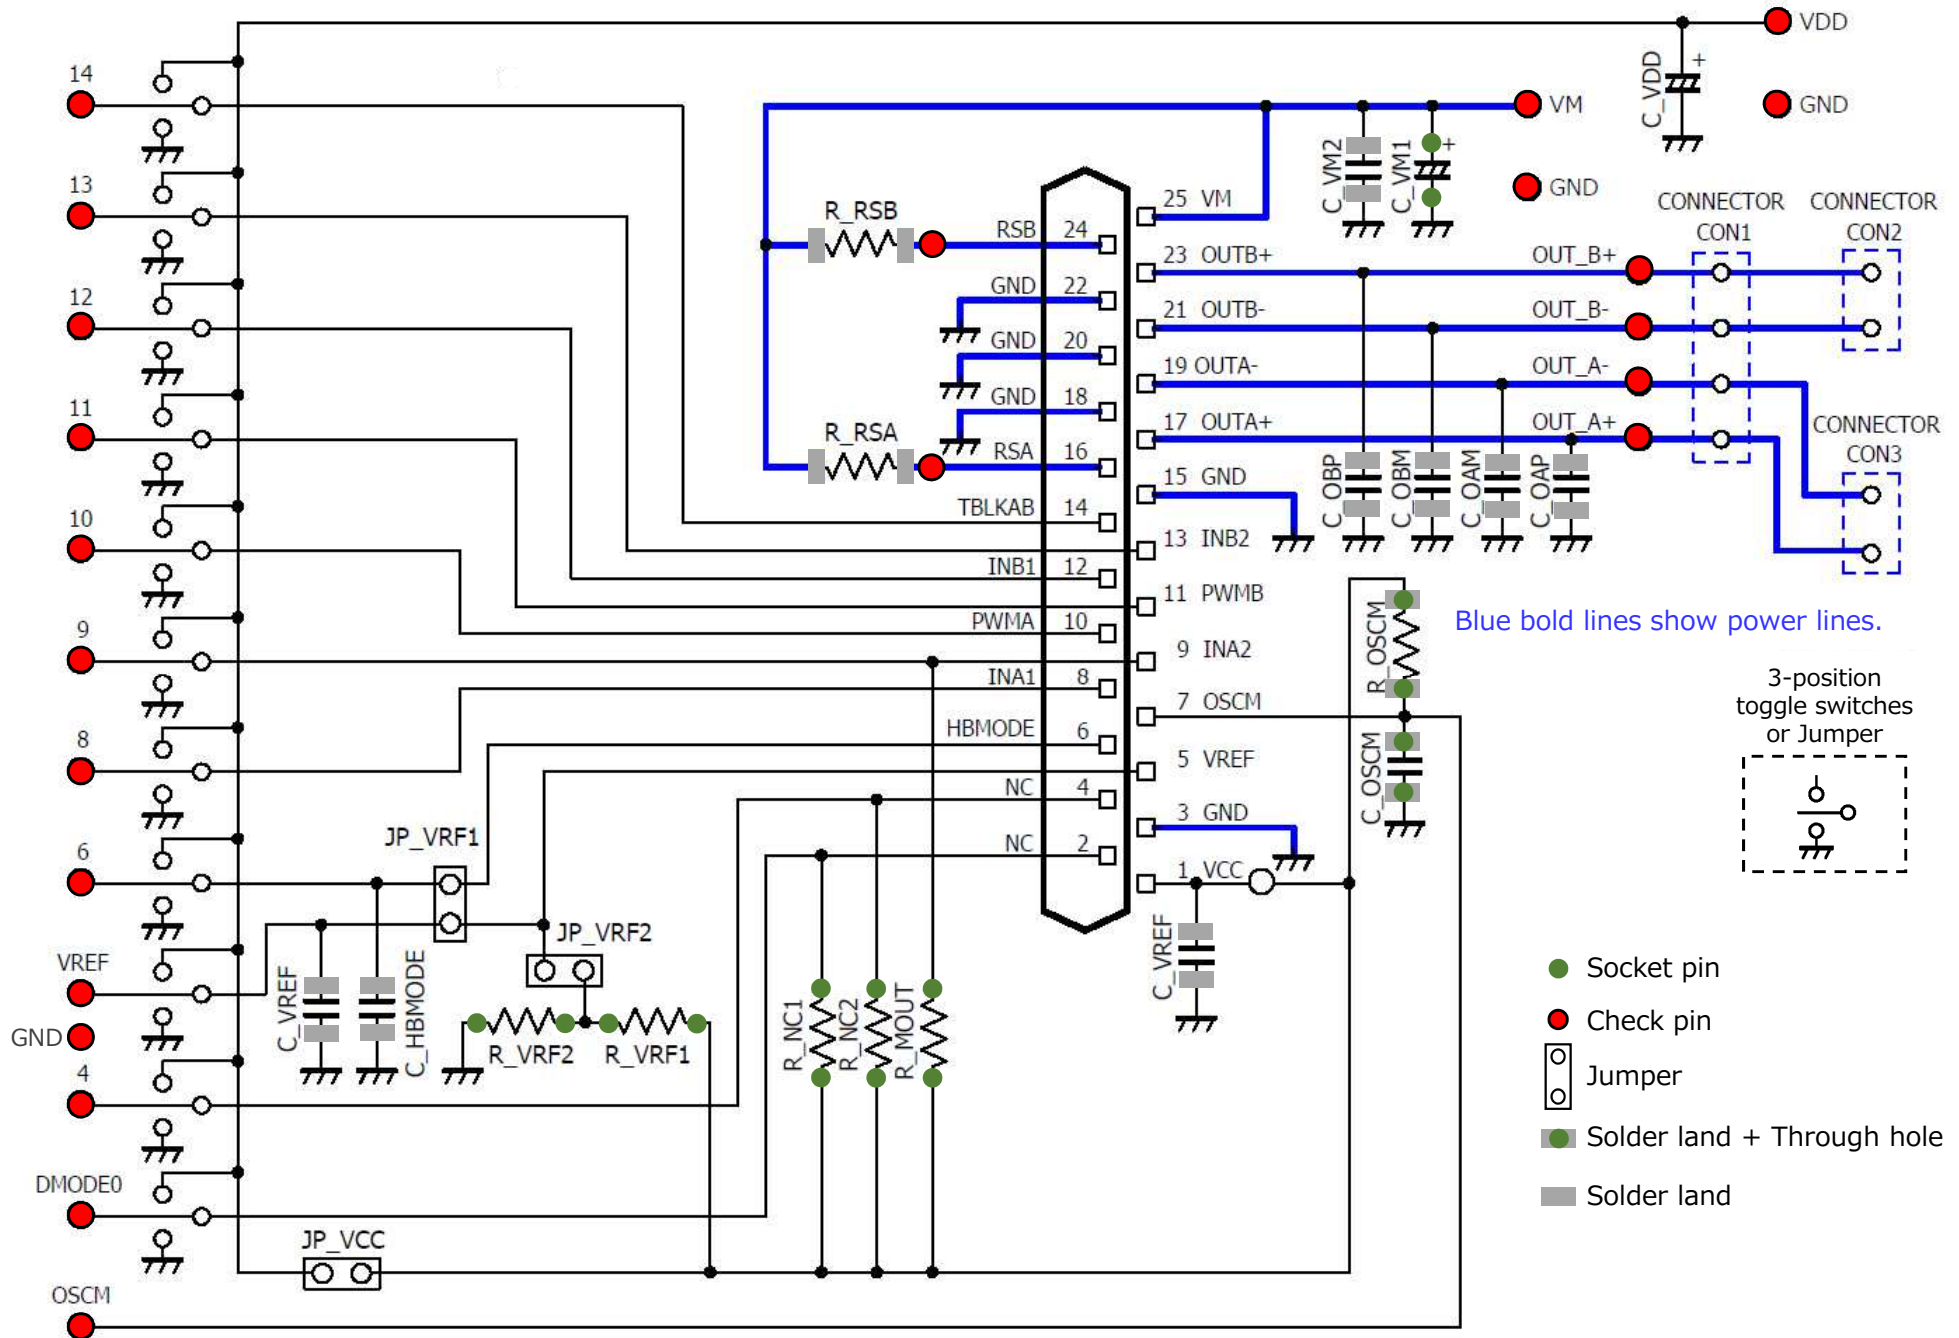 VDD
+
C_VDD
GND
14
VM
C_VM2
C_VM1
+
GND
13
25 VM
CONNECTOR
CON1
CONNECTOR
CON2
R_RSB
RSB
24
23 OUTB+
OUT_B+
GND
22
12
21 OUTB-
OUT_B-
GND
20
19 OUTA-
OUT_A-
GND
18
11
17 OUTA+
OUT_A+
CONNECTOR
CON3
R_RSA
RSA
16
15 GND
C_OBP
C_OBM
C_OAM
C_OAP
TBLKAB
14
10
13 INB2
INB1
12
11 PWMB
PWMA
10
R_OSCM
Blue bold lines show power lines.
9
9 INA2
INA1
8
7 OSCM
3-position
toggle switches
or Jumper
8
HBMODE
6
5 VREF
C_OSCM
NC
4
3 GND
JP_VRF1
NC
2
6
1 VCC
JP_VRF2
C_VREF
VREF
C_VREF
C_HBMODE
R_NC1
R_NC2
R_MOUT
Socket pin
GND
R_VRF2
R_VRF1
Check pin
4
Jumper
Solder land + Through hole
DMODE0
Solder land
JP_VCC
OSCM